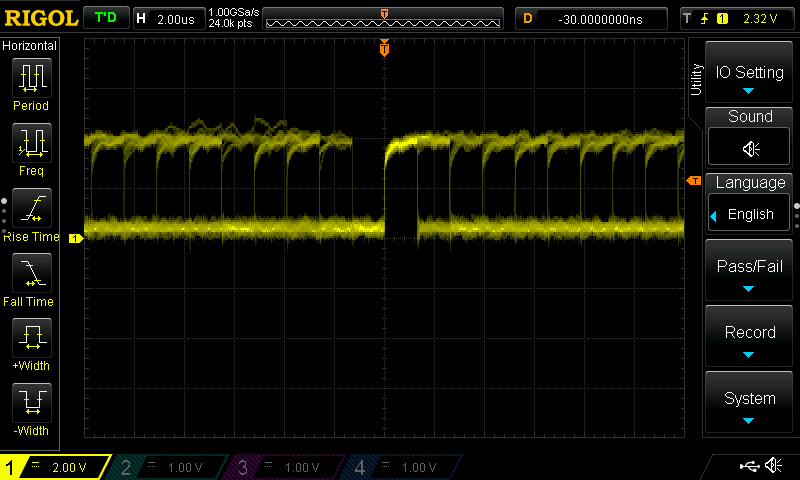 RIGOL T'D H 2.00us 1.00GSa/s 24.0k pts T D -30.0000000ns T 1 2.32 V
Horizontal
Period
Freq
Rise Time
Fall Time
+Width
-Width
T
T
1
Utility
IO Setting
Sound
Language
English
Pass/Fail
Record
System
1 2.00 V 2 1.00 V 3 1.00 V 4 1.00 V